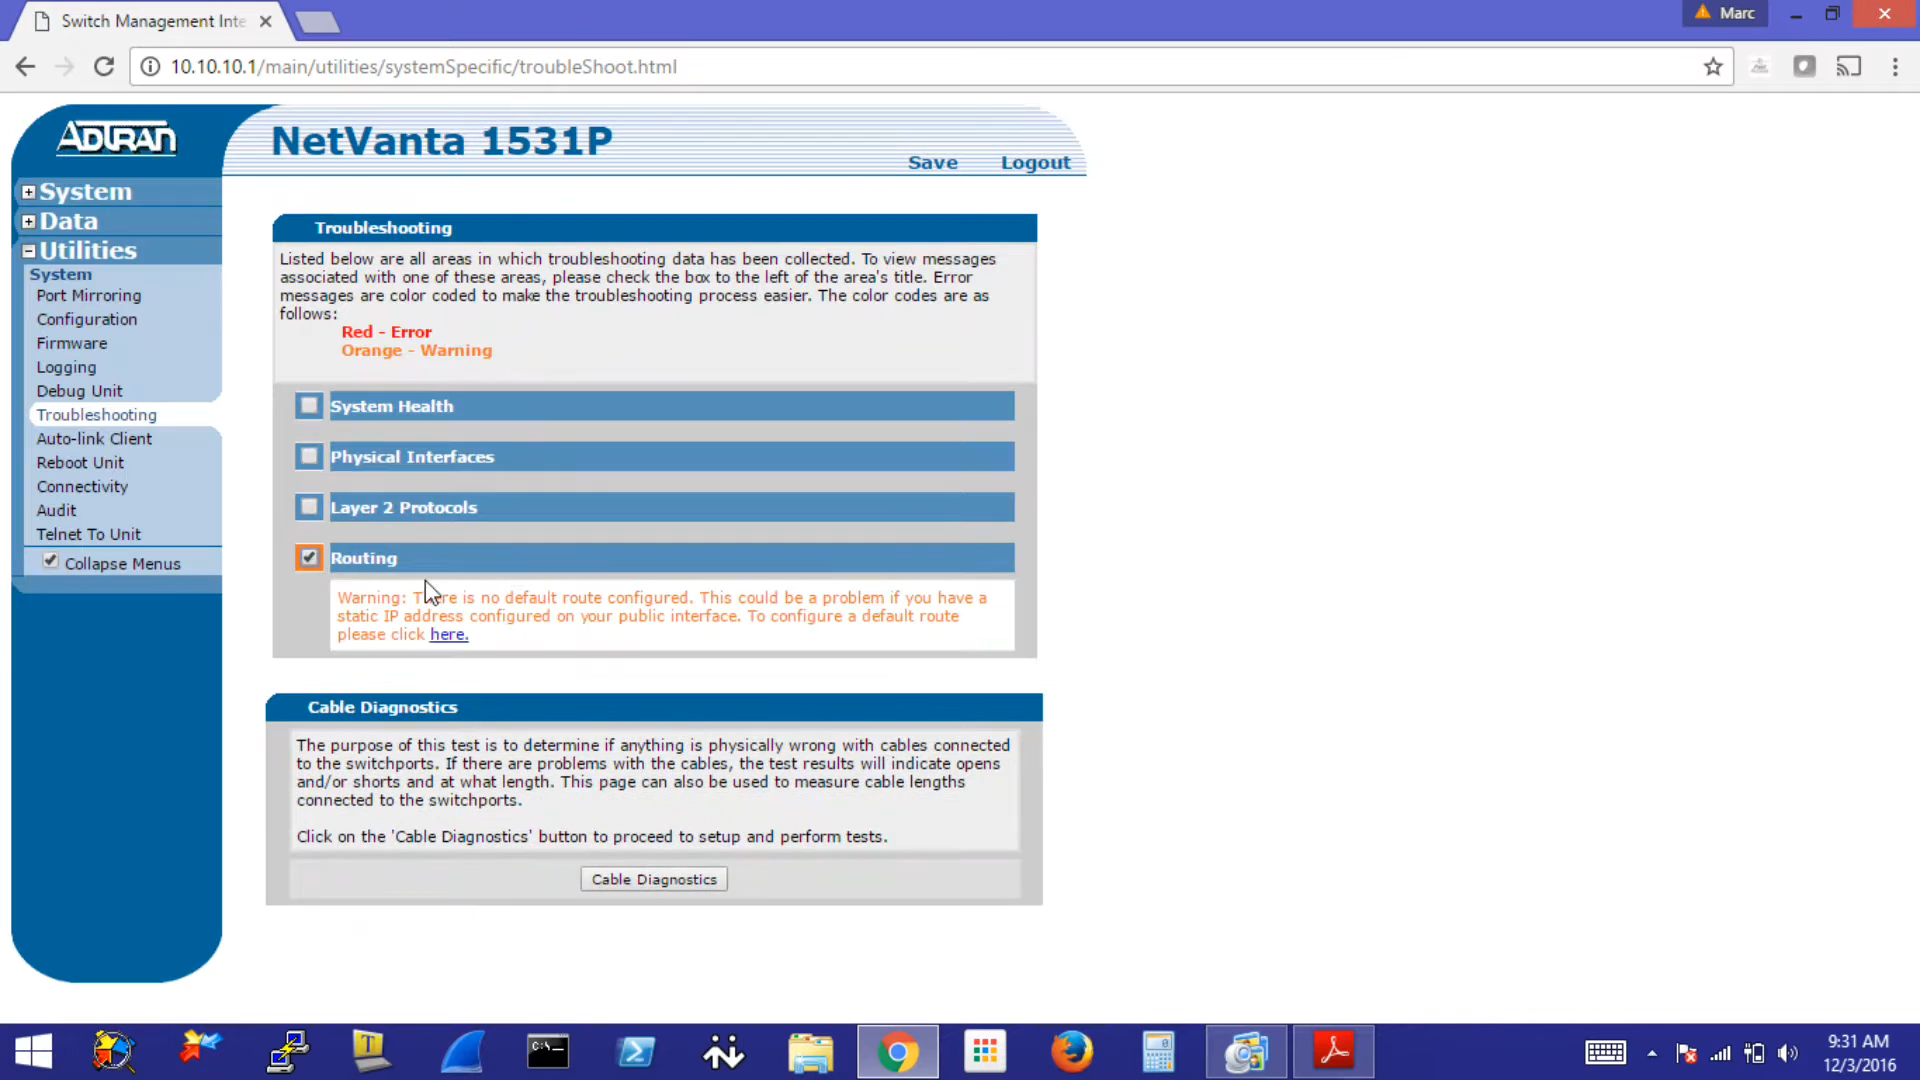 Switch Management Inte
Marc
10.10.10.1/main/utilities/systemSpecific/troubleShoot.html
ADTRAN
NetVanta 1531P
Save Logout
System
Data
Utilities
System
Port Mirroring
Configuration
Firmware
Logging
Debug Unit
Troubleshooting
Auto-link Client
Reboot Unit
Connectivity
Audit
Telnet To Unit
Collapse Menus
Troubleshooting
Listed below are all areas in which troubleshooting data has been collected. To view messages
associated with one of these areas, please check the box to the left of the area's title. Error
messages are color coded to make the troubleshooting process easier. The color codes are as
follows:
Red - Error
Orange - Warning
System Health
Physical Interfaces
Layer 2 Protocols
Routing
Warning: There is no default route configured. This could be a problem if you have a
static IP address configured on your public interface. To configure a default route
please click here.
Cable Diagnostics
The purpose of this test is to determine if anything is physically wrong with cables connected
to the switchports. If there are problems with the cables, the test results will indicate opens
and/or shorts and at what length. This page can also be used to measure cable lengths
connected to the switchports.
Click on the 'Cable Diagnostics' button to proceed to setup and perform tests.
Cable Diagnostics
9:31 AM
12/3/2016